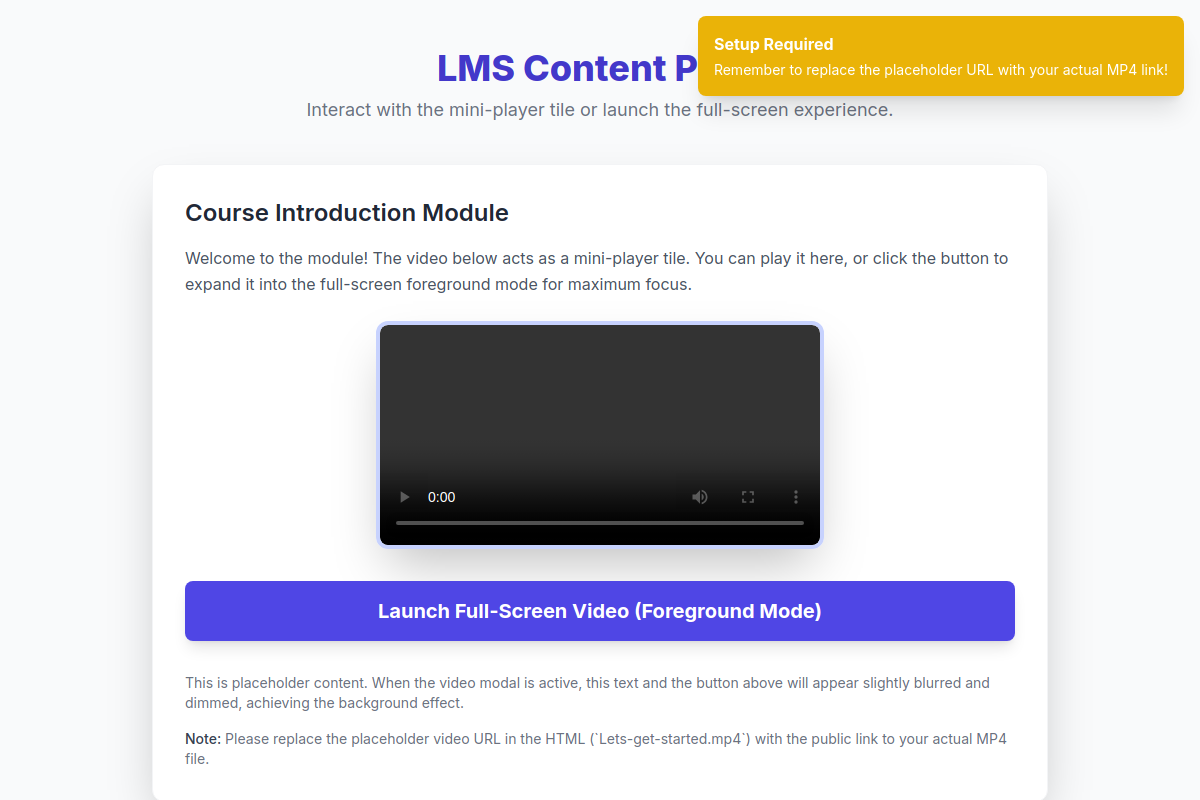 LMS Content P
Setup Required
Remember to replace the placeholder URL with your actual MP4 link!
Interact with the mini-player tile or launch the full-screen experience.
Course Introduction Module
Welcome to the module! The video below acts as a mini-player tile. You can play it here, or click the button to
expand it into the full-screen foreground mode for maximum focus.
0:00
Launch Full-Screen Video (Foreground Mode)
This is placeholder content. When the video modal is active, this text and the button above will appear slightly blurred and
dimmed, achieving the background effect.
Note: Please replace the placeholder video URL in the HTML (`Lets-get-started.mp4`) with the public link to your actual MP4
file.